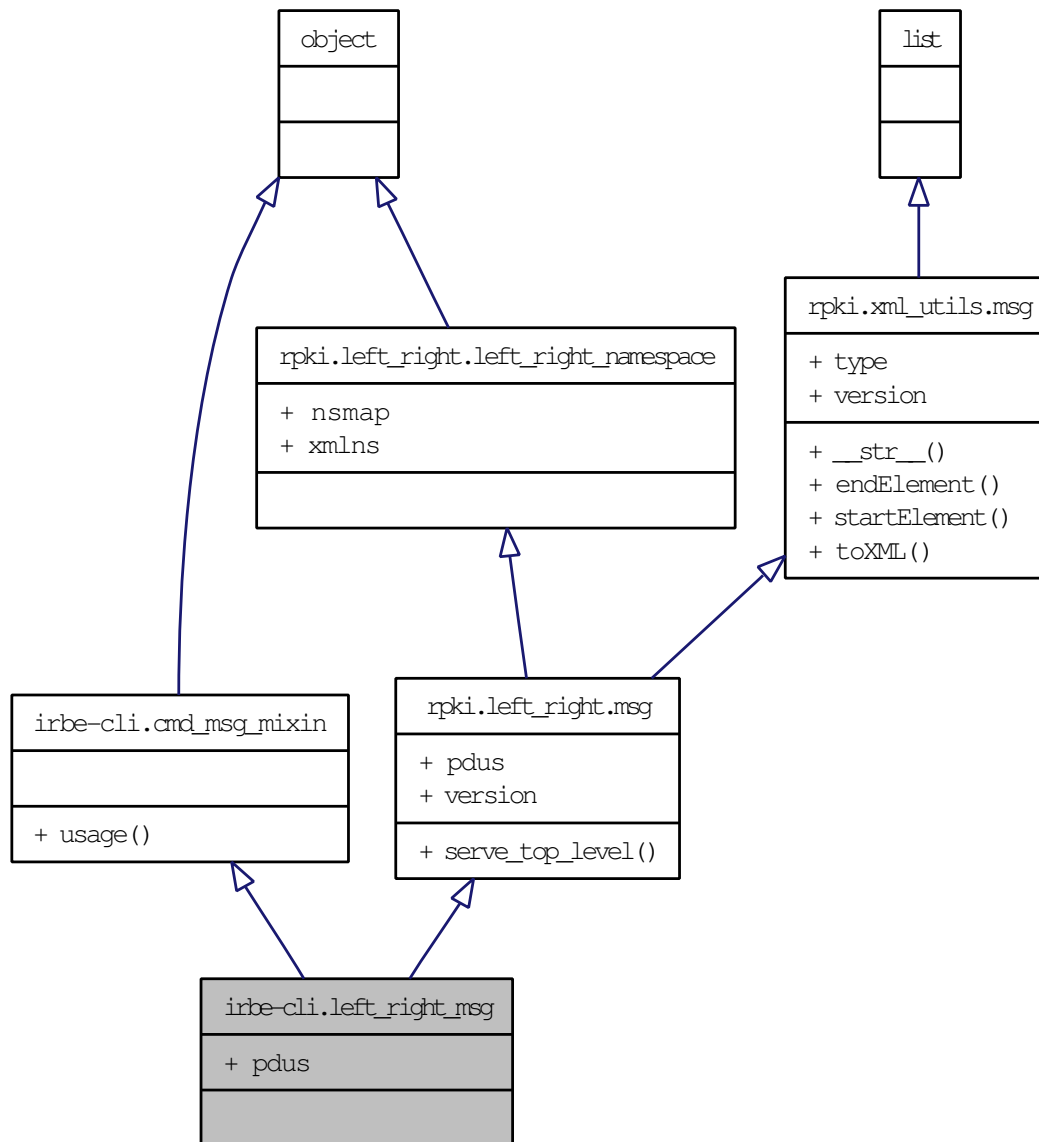 object
list
rpki.xml_utils.msg
+ type
+ version
+ __str__()
+ endElement()
+ startElement()
+ toXML()
rpki.left_right.left_right_namespace
+ nsmap
+ xmlns
irbe-cli.cmd_msg_mixin
+ usage()
rpki.left_right.msg
+ pdus
+ version
+ serve_top_level()
irbe-cli.left_right_msg
+ pdus